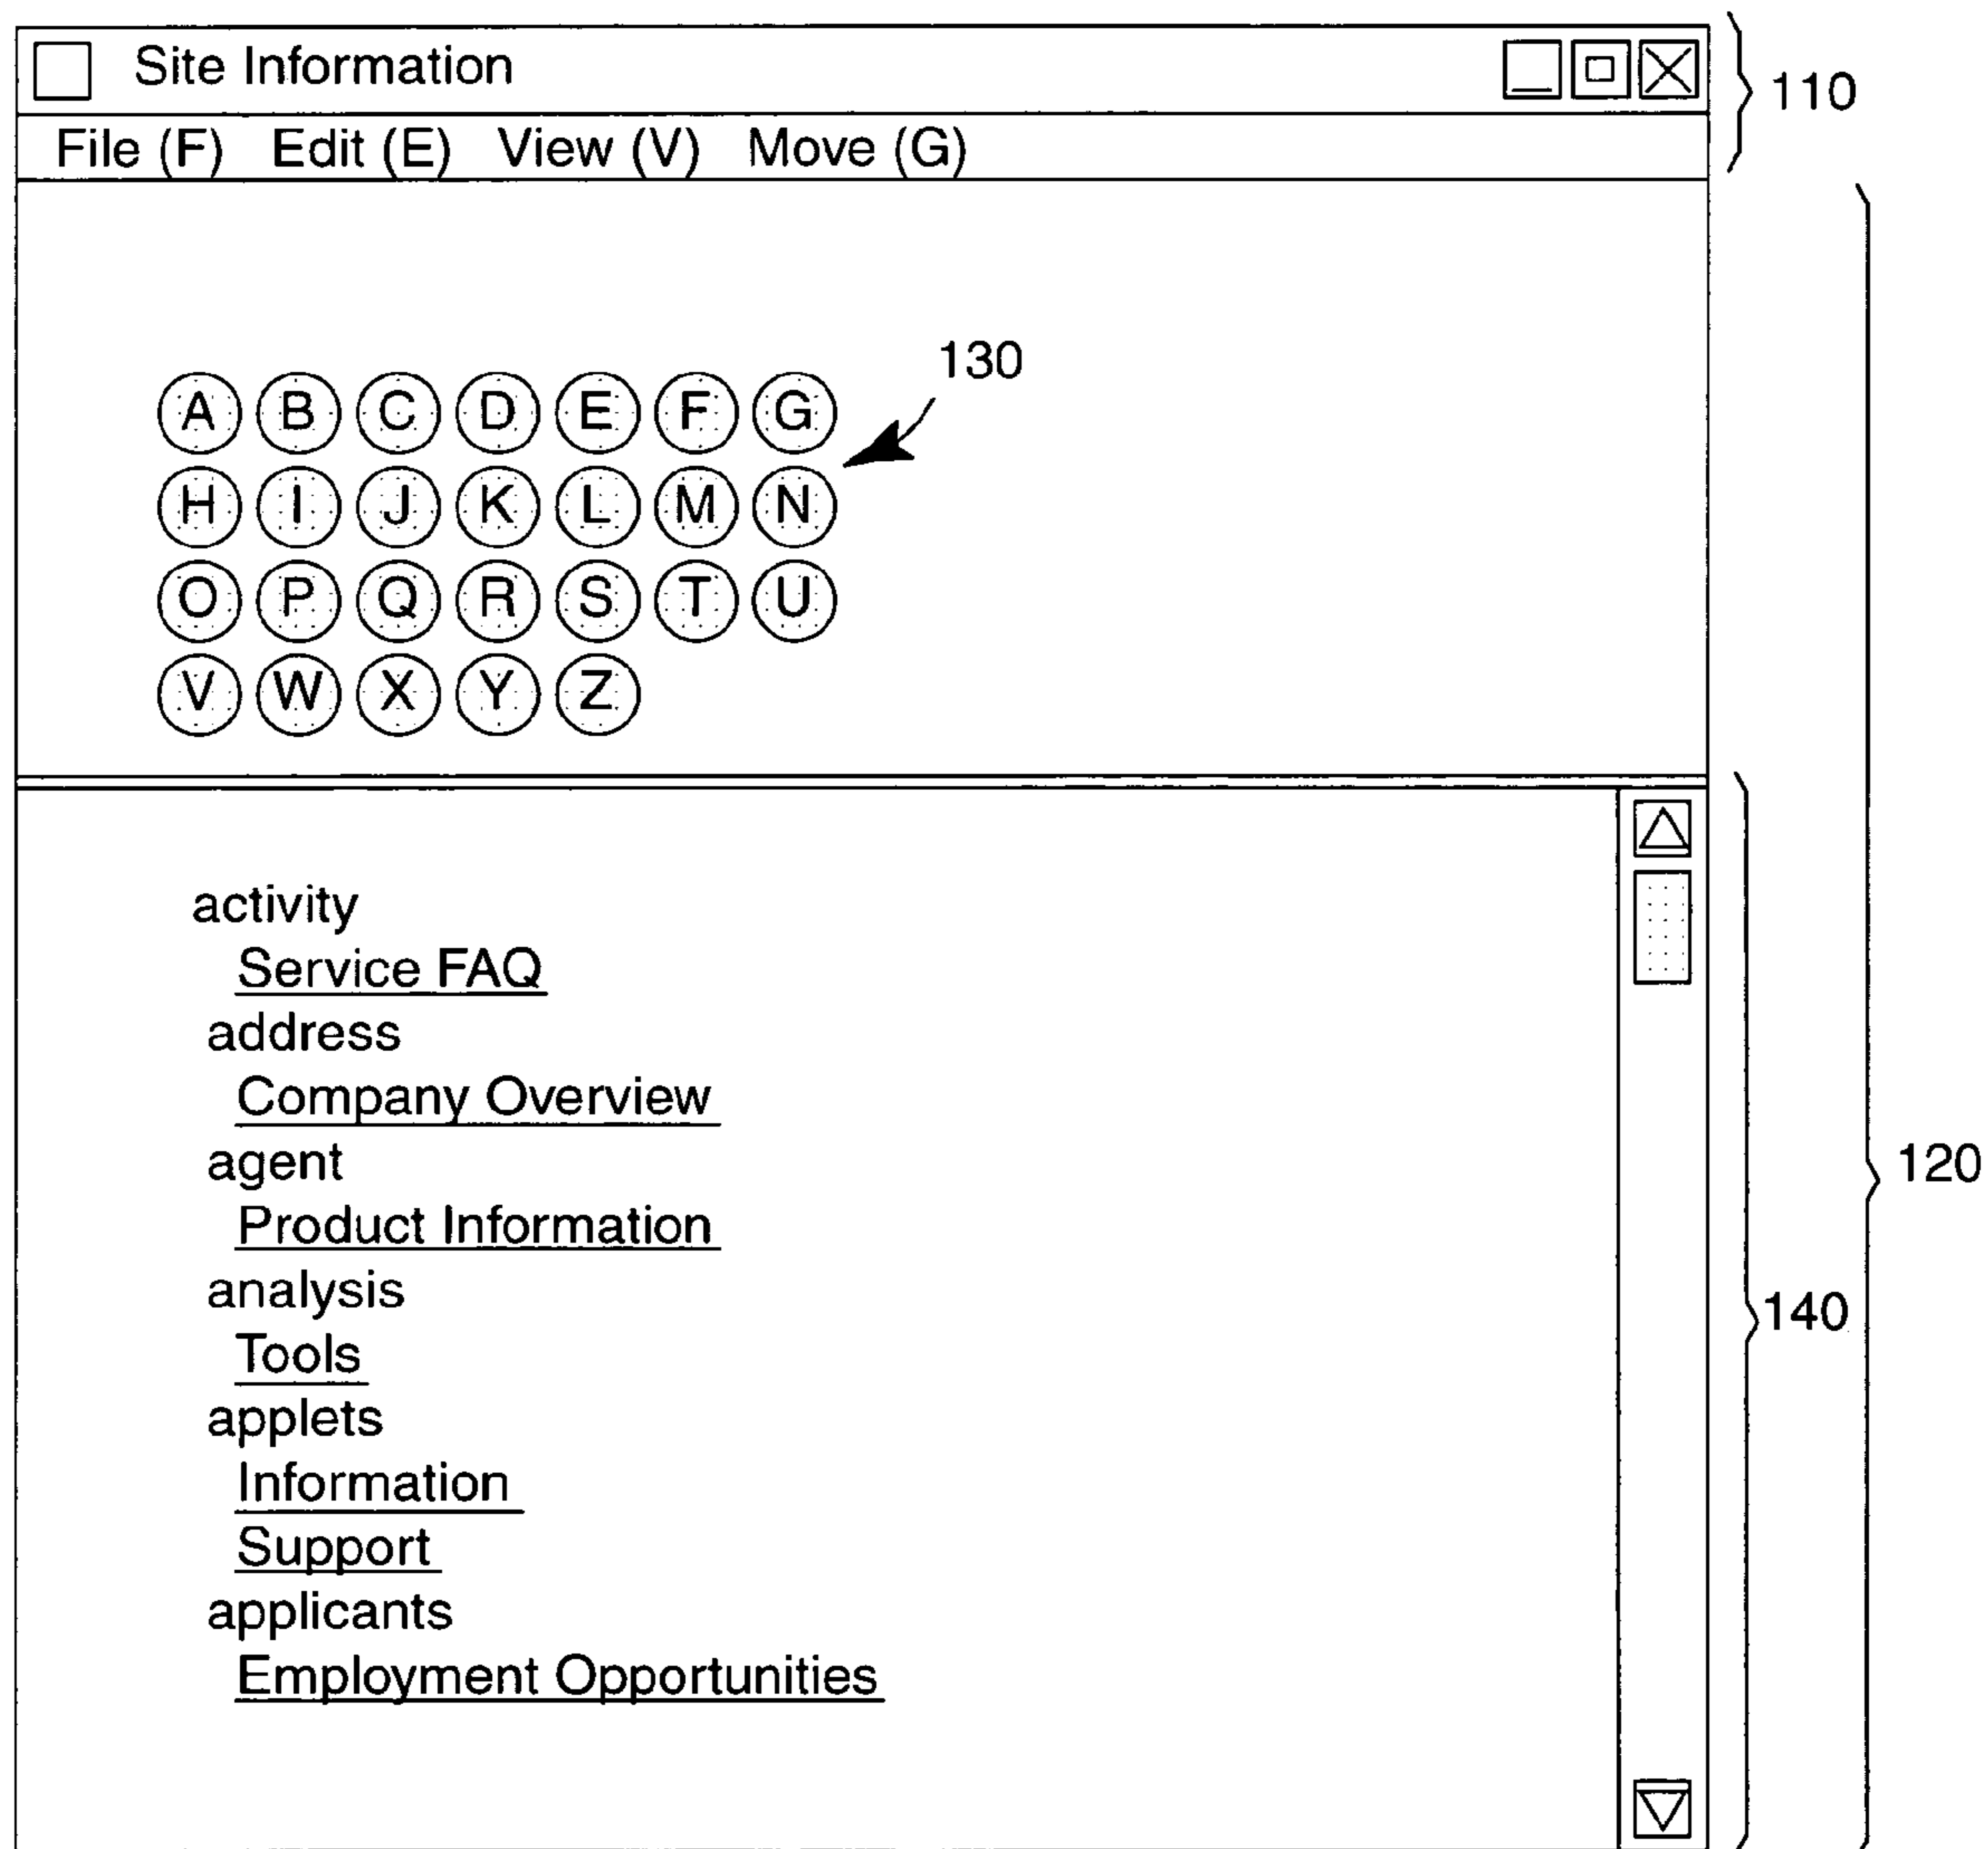 Site Information
110
File (F) Edit (E) View (V) Move (G)
130
A B C D E F G
H I J K L M N
O P Q R S T U
V W X Y Z
activity
Service FAQ
address
Company Overview
agent
120
Product Information
analysis
140
Tools
applets
Information
Support
applicants
Employment Opportunities